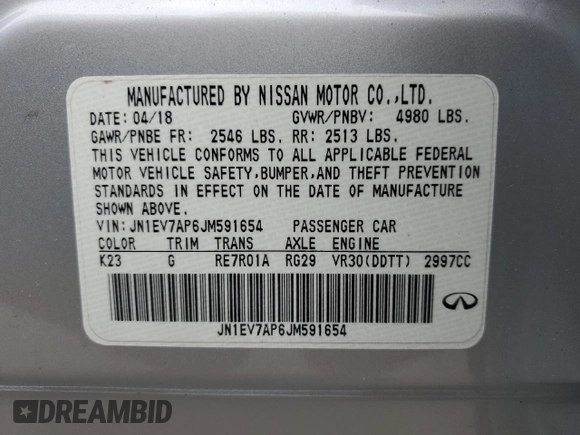 MANUFACTURED BY NISSAN MOTOR CO.,LTD.
DATE: 04/18 GVWR/PNBV: 4980 LBS.
GAWR/PNBE FR: 2546 LBS. RR: 2513 LBS.
THIS VEHICLE CONFORMS TO ALL APPLICABLE FEDERAL
MOTOR VEHICLE SAFETY,BUMPER,AND THEFT PREVENTION
STANDARDS IN EFFECT ON THE DATE OF MANUFACTURE
SHOWN ABOVE.
VIN: JN1EV7AP6JM591654 PASSENGER CAR
COLOR TRIM TRANS AXLE ENGINE
K23 G RE7R01A RG29 VR30(DDTT) 2997CC
JN1EV7AP6JM591654
DREAMBID